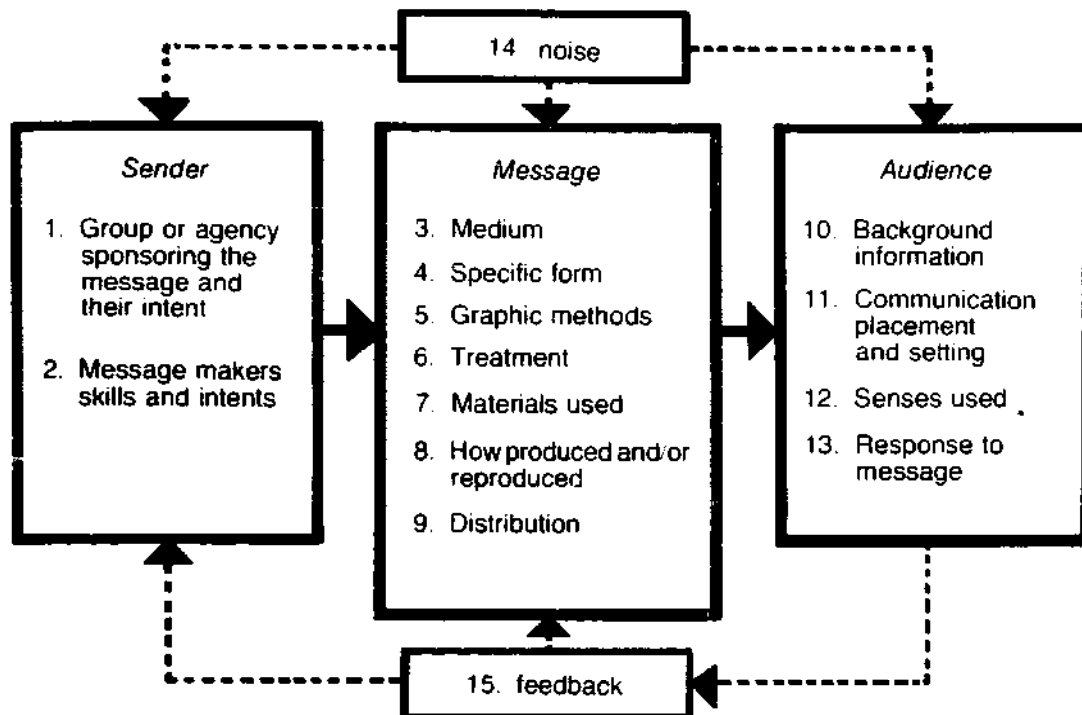 14 noise
Sender
1. Group or agency
sponsoring the
message and
their intent
2. Message makers
skills and intents
Message
3. Medium
4. Specific form
5. Graphic methods
6. Treatment
7. Materials used
8. How produced and/or
reproduced
9. Distribution
Audience
10. Background
information
11. Communication
placement
and setting
12. Senses used
13. Response to
message
15. feedback